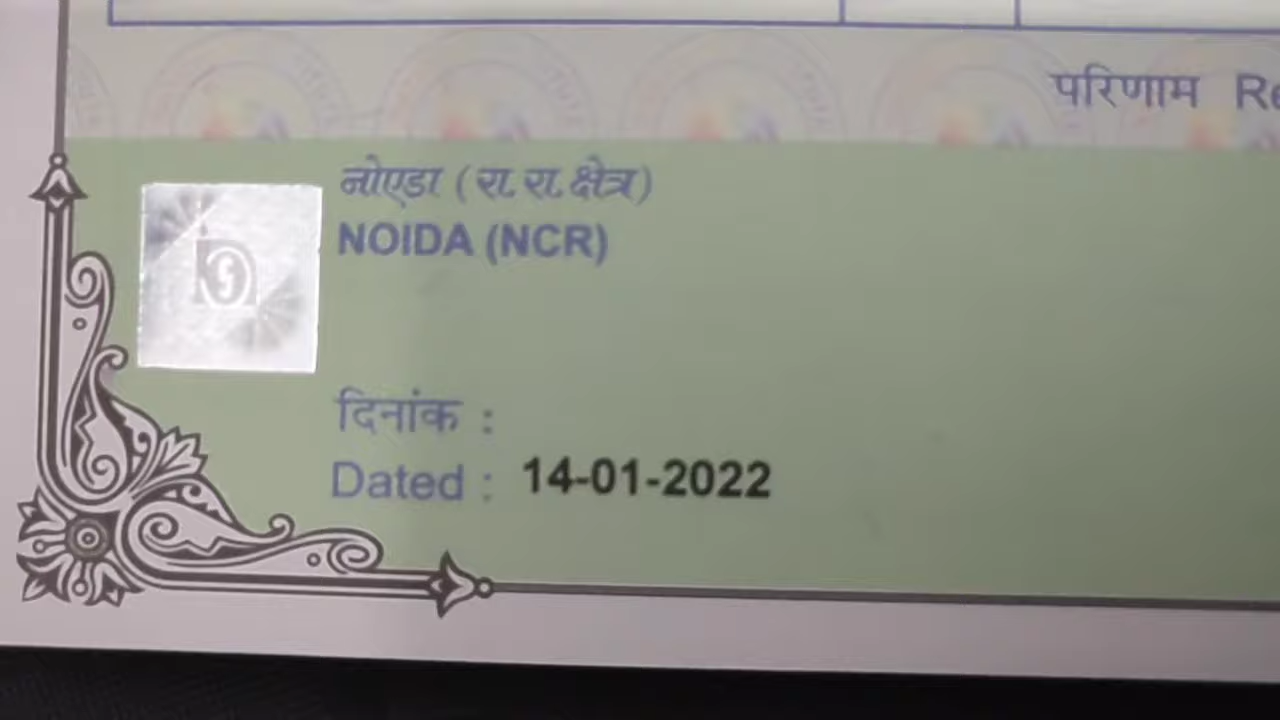 परिणाम
नोएडा (रा. रा. क्षेत्र)
NOIDA (NCR)
दिनांक :
Dated : 14-01-2022